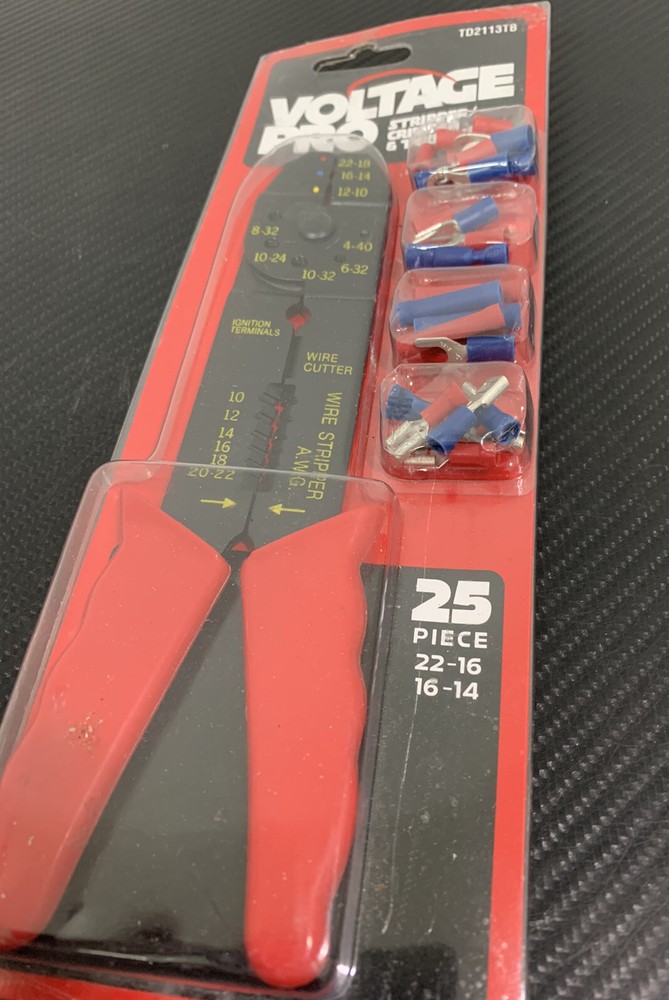 TD2113TB
VOLTAGE
PRO
STRIPPER/
& T
22-18
16-14
12-10
8-32
4-40
10-24
6-32
10-32
IGNITION
TERMINALS
WIRE
CUTTER
WIRE STRIPPER
A.W.G.
10
12
14
16
18
20-22
25
PIECE
22-16
16-14